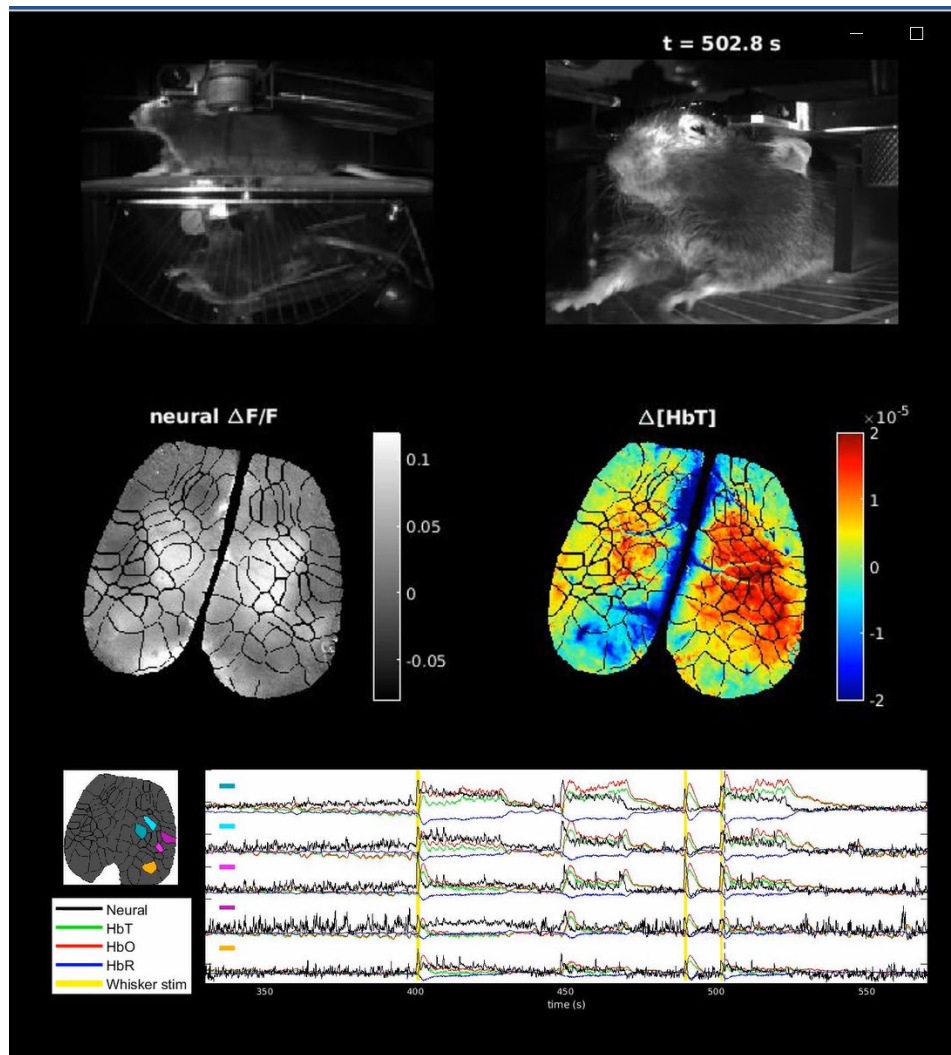 t = 502.8 s
neural △F/F
△[HbT]
×10⁻⁵
0.1
0.05
0
-0.05
2
1
0
-1
-2
Neural
HbT
HbO
HbR
Whisker stim
350
400
450
500
550
time (s)